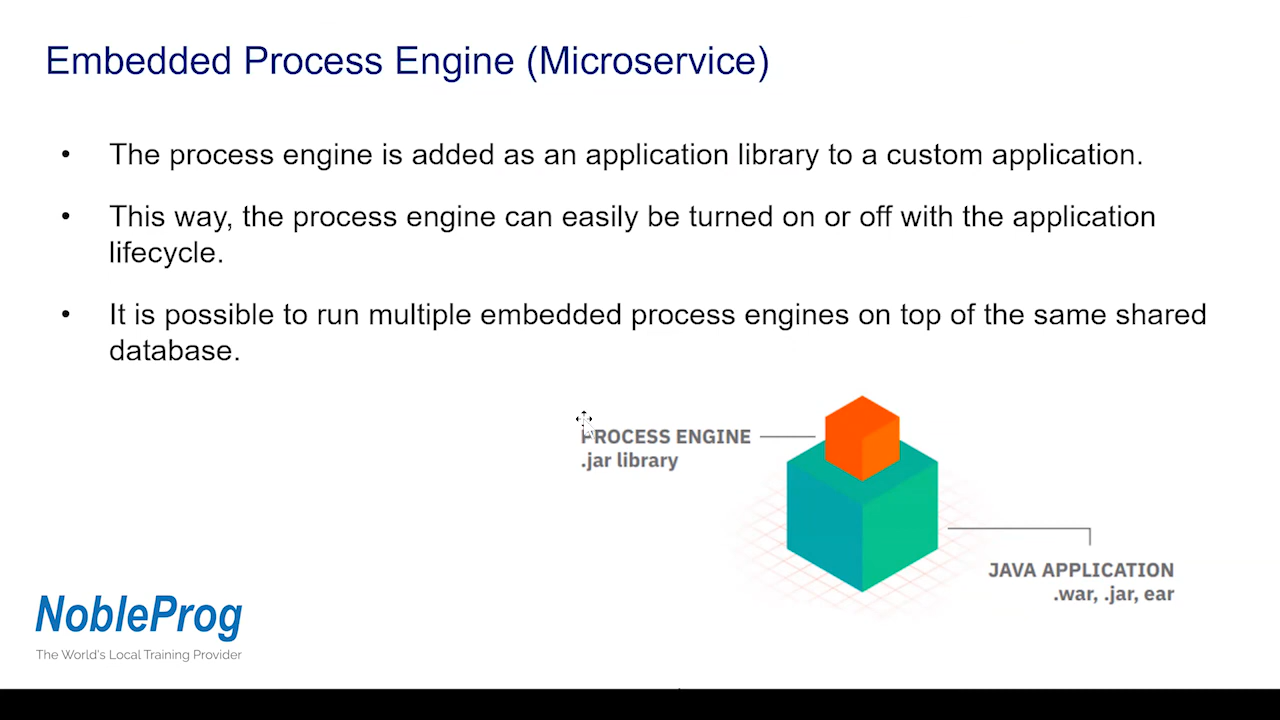 Embedded Process Engine (Microservice)
• The process engine is added as an application library to a custom application.
• This way, the process engine can easily be turned on or off with the application
lifecycle.
• It is possible to run multiple embedded process engines on top of the same shared
database.
PROCESS ENGINE
.jar library
JAVA APPLICATION
.war, .jar, ear
NobleProg
The World's Local Training Provider